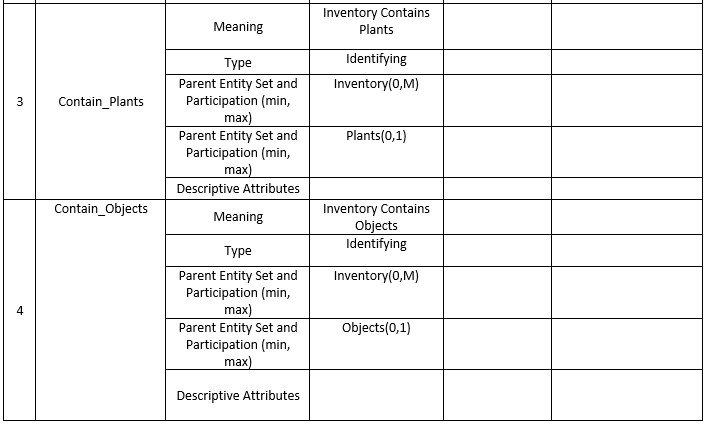 3
Contain_Plants
Meaning
Inventory Contains
Plants
Type
Identifying
Parent Entity Set and
Participation (min,
max)
Inventory(0,M)
Parent Entity Set and
Participation (min,
max)
Plants(0,1)
Descriptive Attributes
4
Contain_Objects
Meaning
Inventory Contains
Objects
Type
Identifying
Parent Entity Set and
Participation (min,
max)
Inventory(0,M)
Parent Entity Set and
Participation (min,
max)
Objects(0,1)
Descriptive Attributes